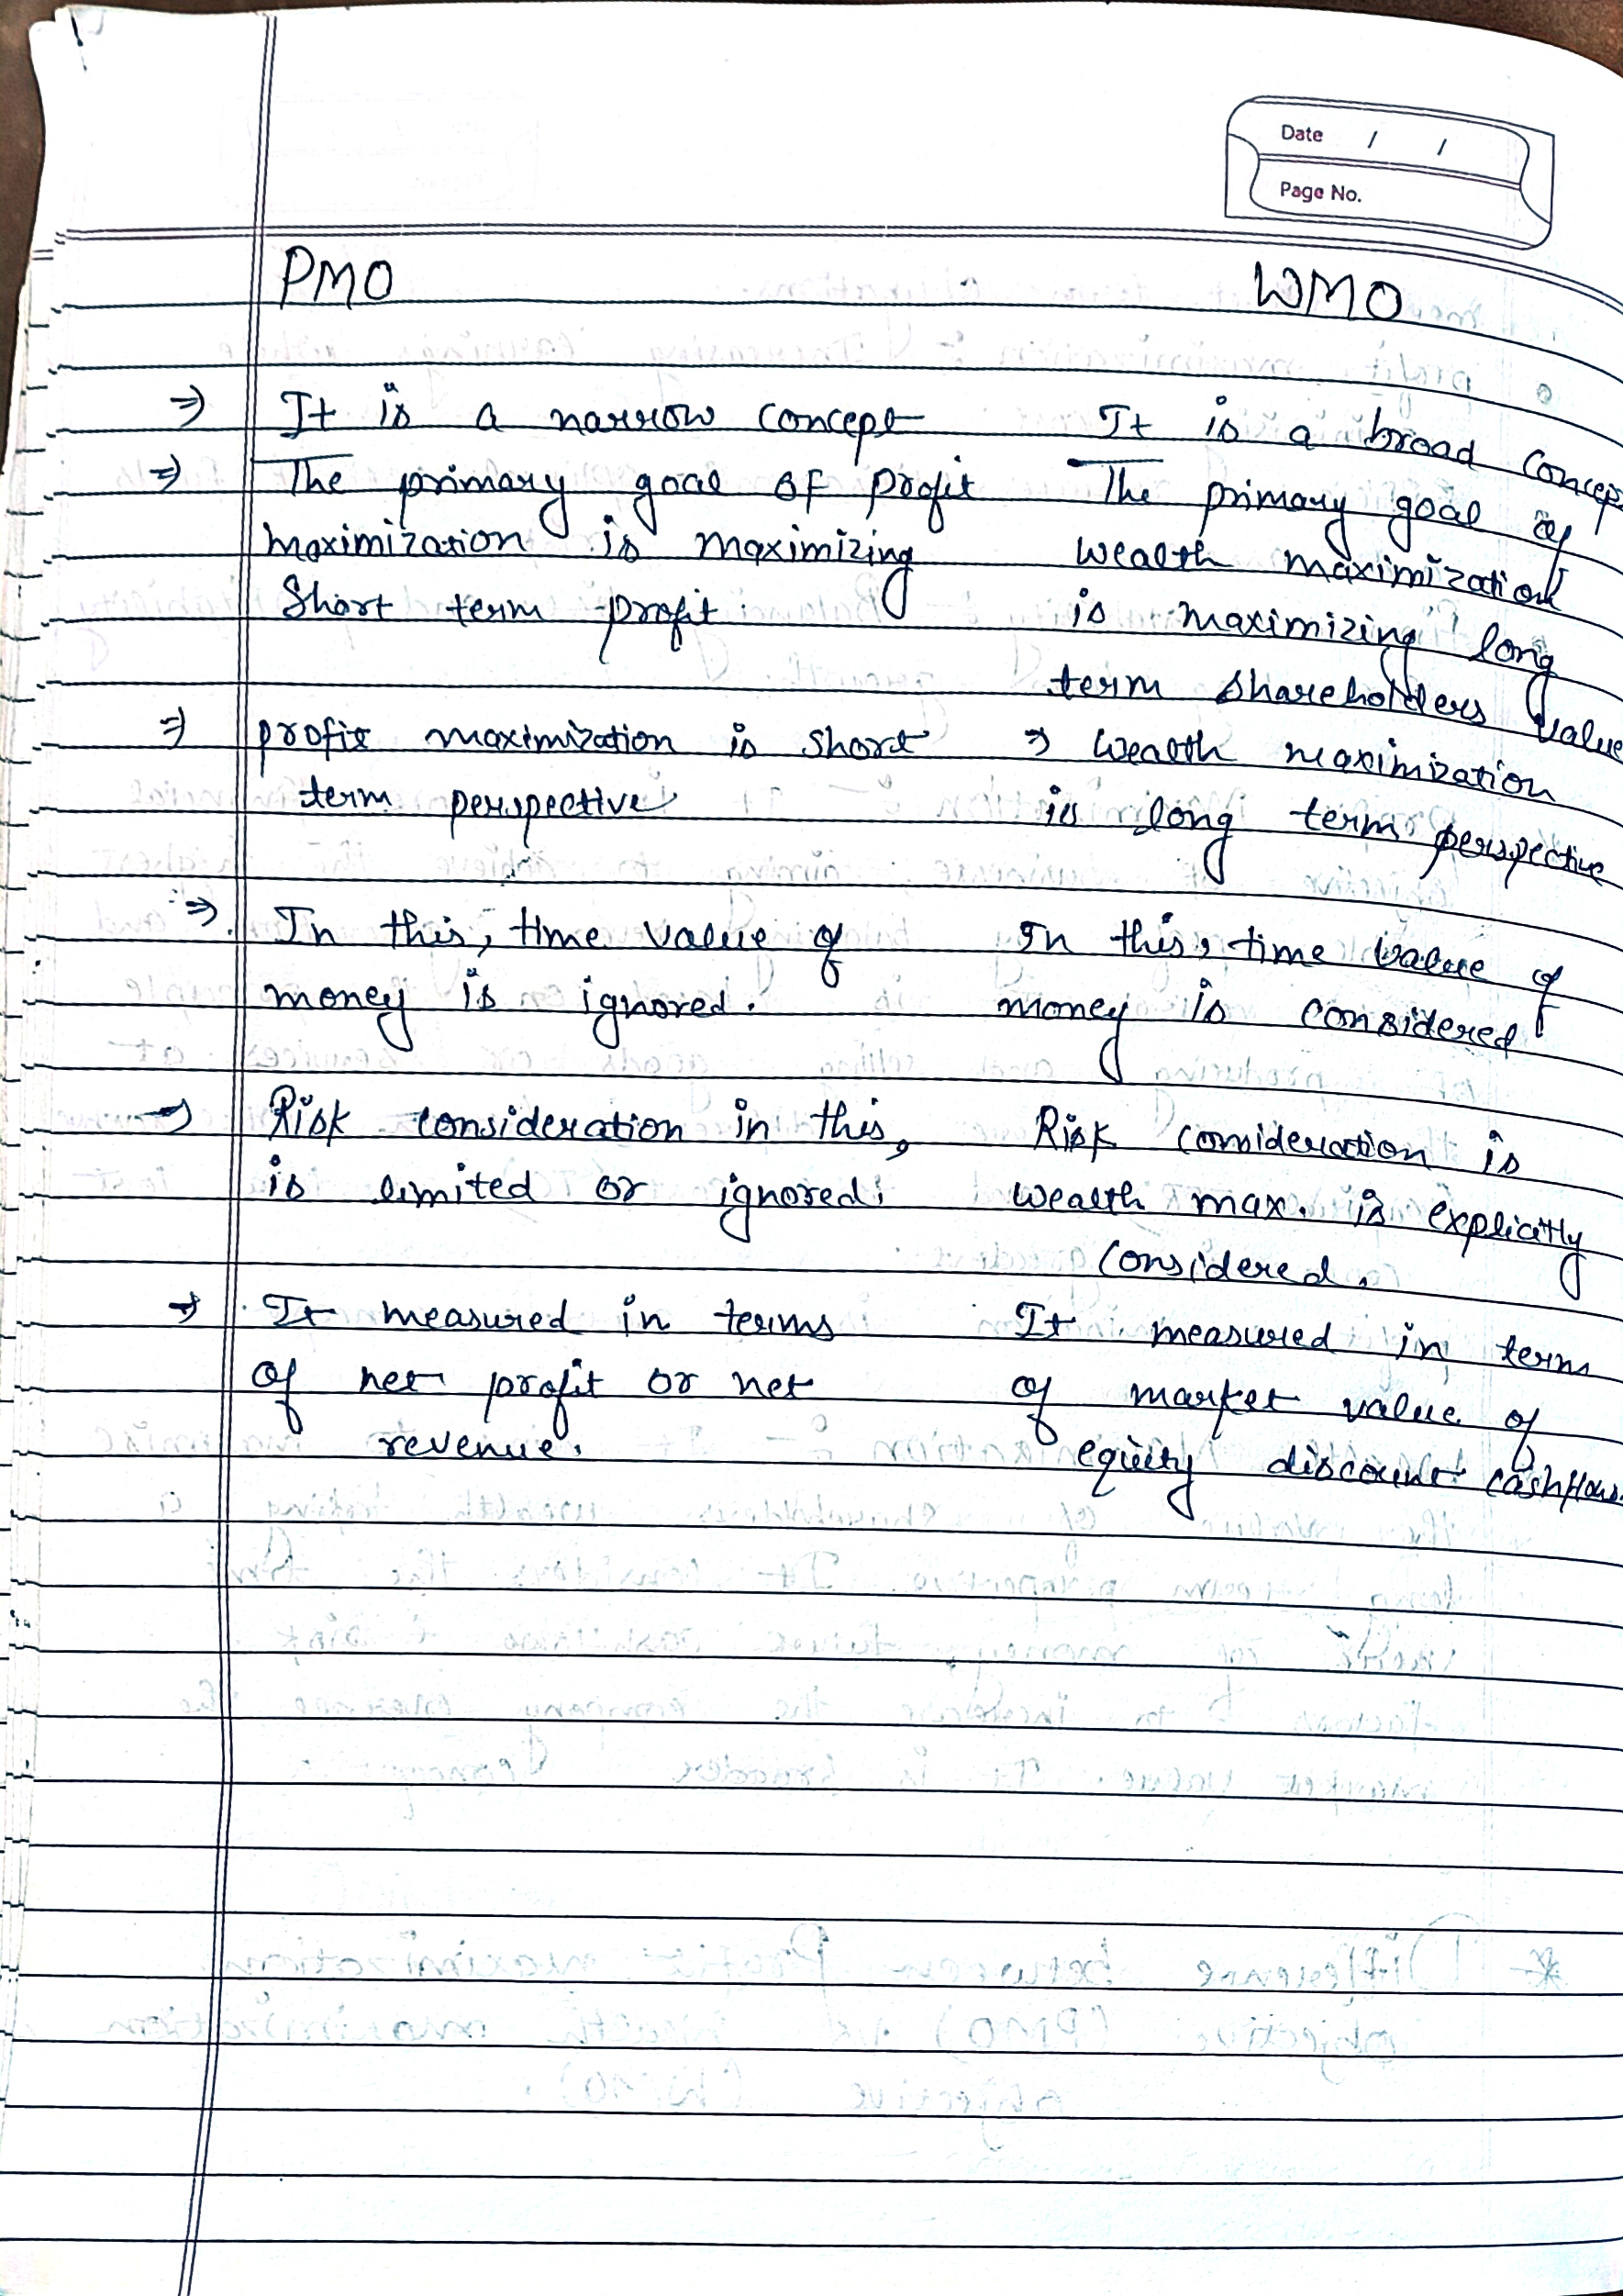 Date / /
Page No.
PMO WMO
⇒ It is a narrow concept It is a broad concep
⇒ The primary goal of profit The primary goal of
maximization is maximizing wealth maximization
Short term profit. is maximizing long
term shareholders value
⇒ profit maximization is short ⇒ wealth maximization
term perspective is long term perspective
⇒ In this, time value of In this, time value of
money is ignored. money is considered
→ Risk consideration in this, Risk consideration is
is limited or ignored. wealth max. is explicitly
considered.
→ It measured in terms It measured in terms
of net profit or net of market value of
revenue. equity discount cashflows.